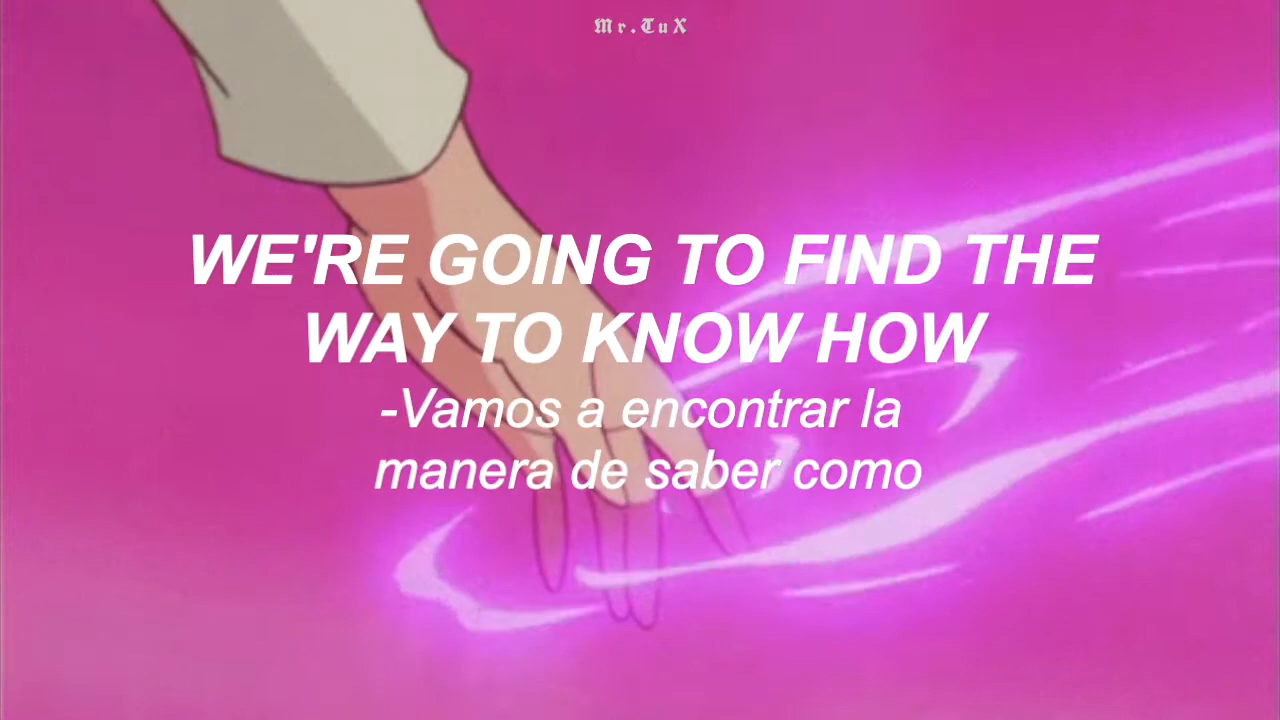 Mr.TuX
WE'RE GOING TO FIND THE
WAY TO KNOW HOW
-Vamos a encontrar la
manera de saber como